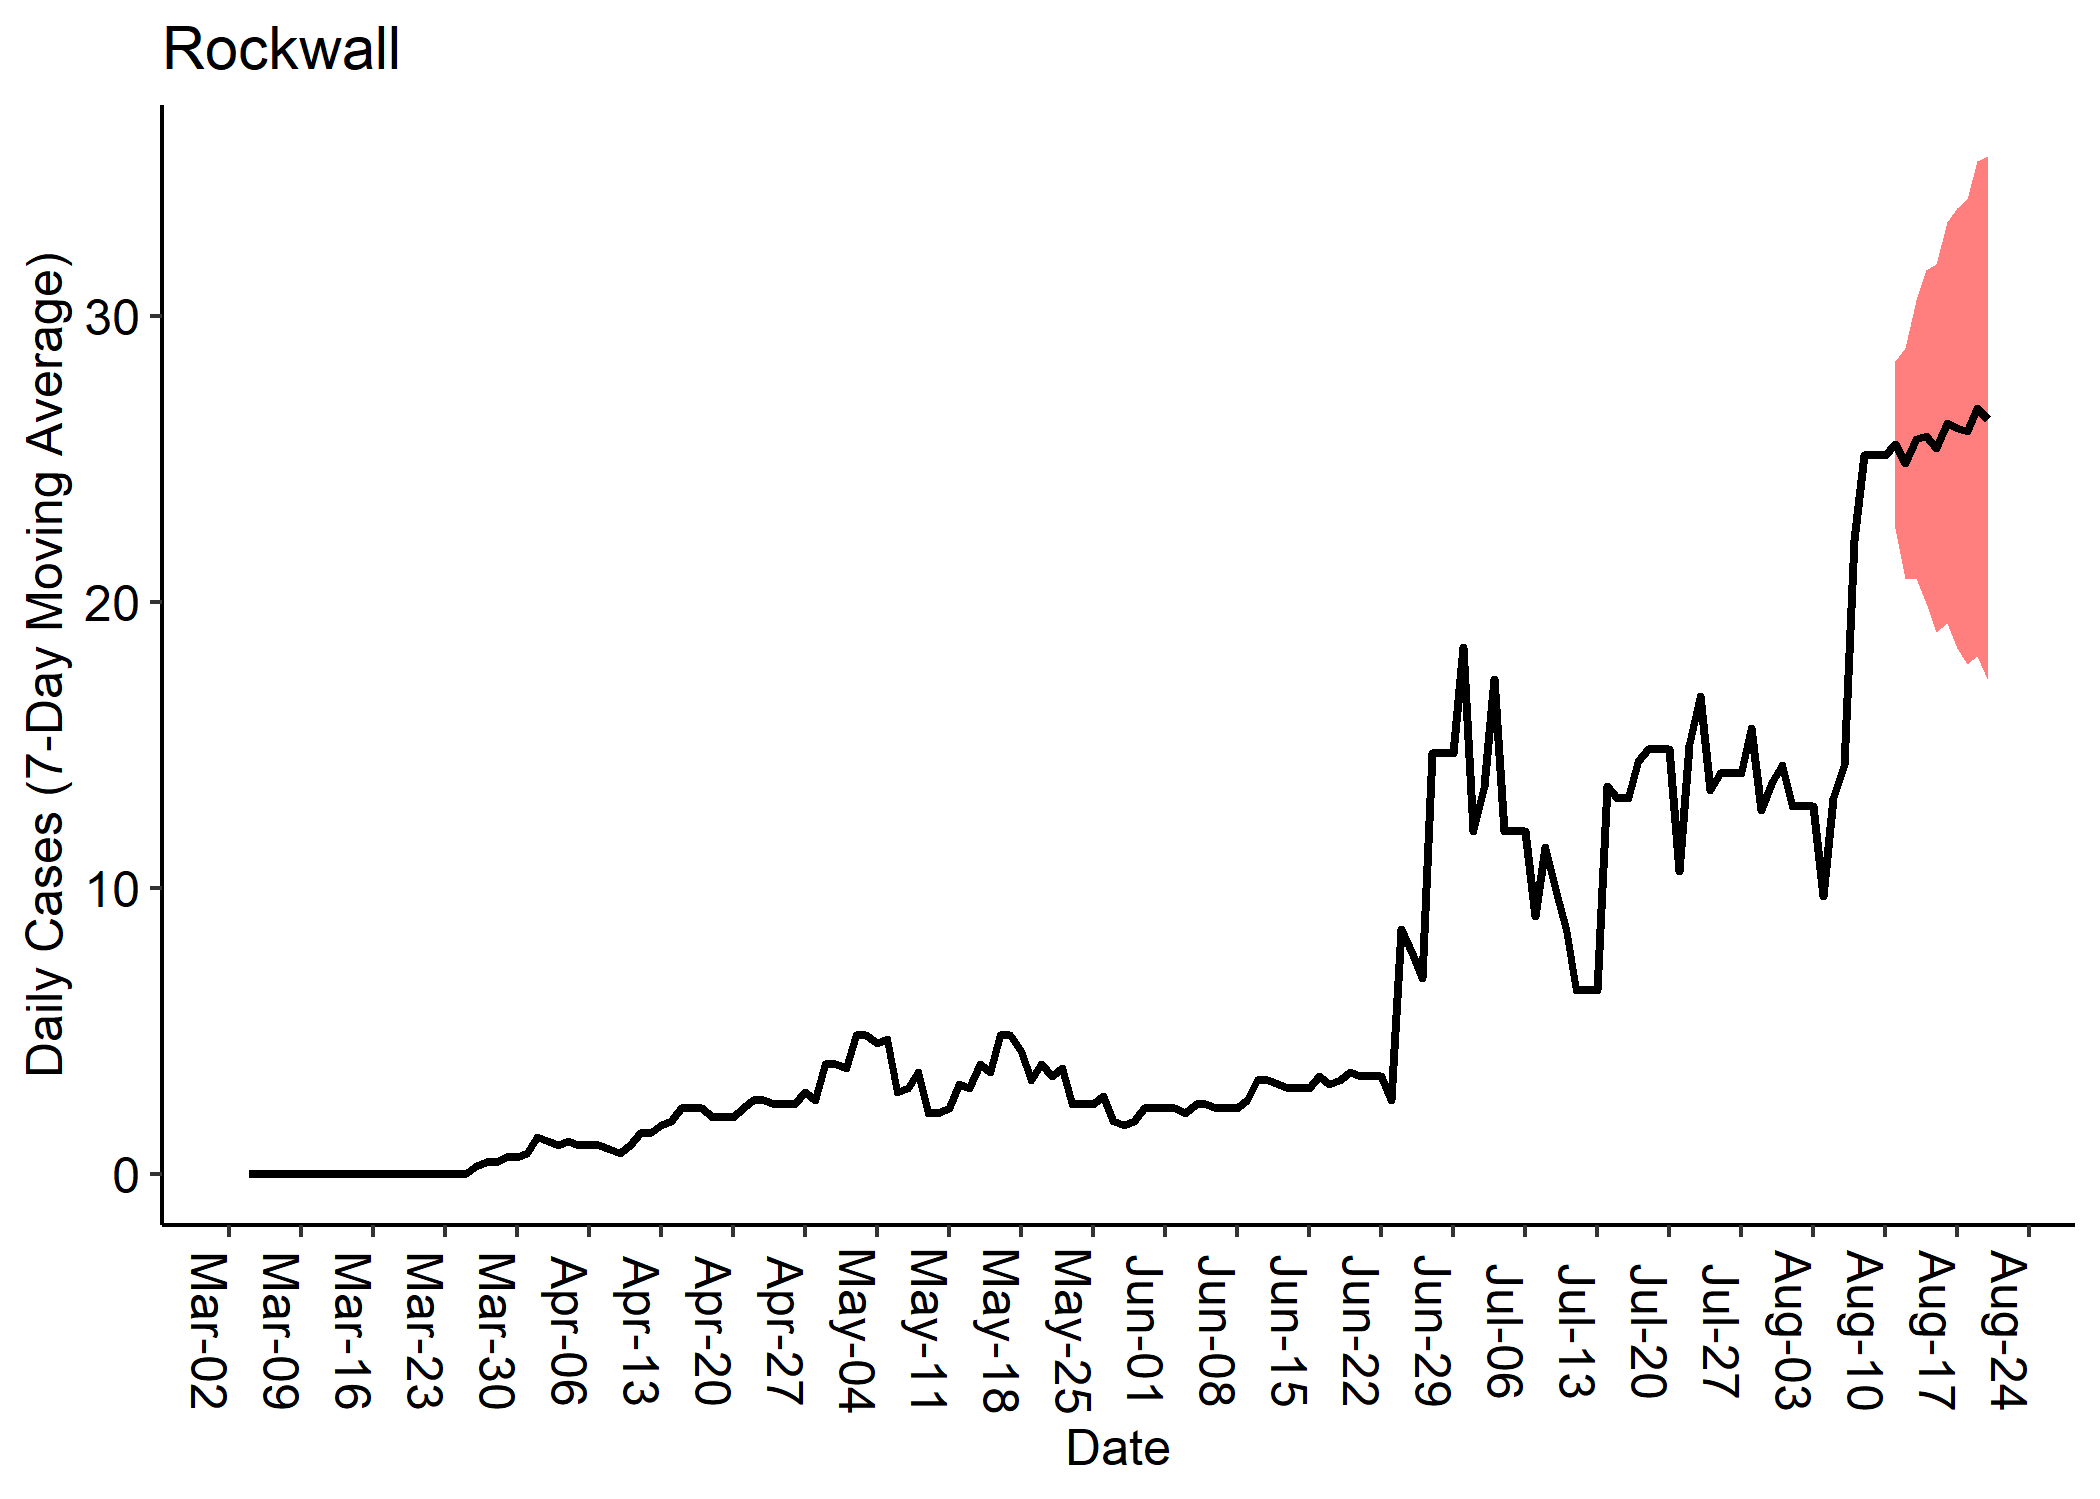 Rockwall
Daily Cases (7-Day Moving Average)
30
20
10
0
Mar-02
Mar-09
Mar-16
Mar-23
Mar-30
Apr-06
Apr-13
Apr-20
Apr-27
May-04
May-11
May-18
May-25
Jun-01
Jun-08
Jun-15
Jun-22
Jun-29
Jul-06
Jul-13
Jul-20
Jul-27
Aug-03
Aug-10
Aug-17
Aug-24
Date